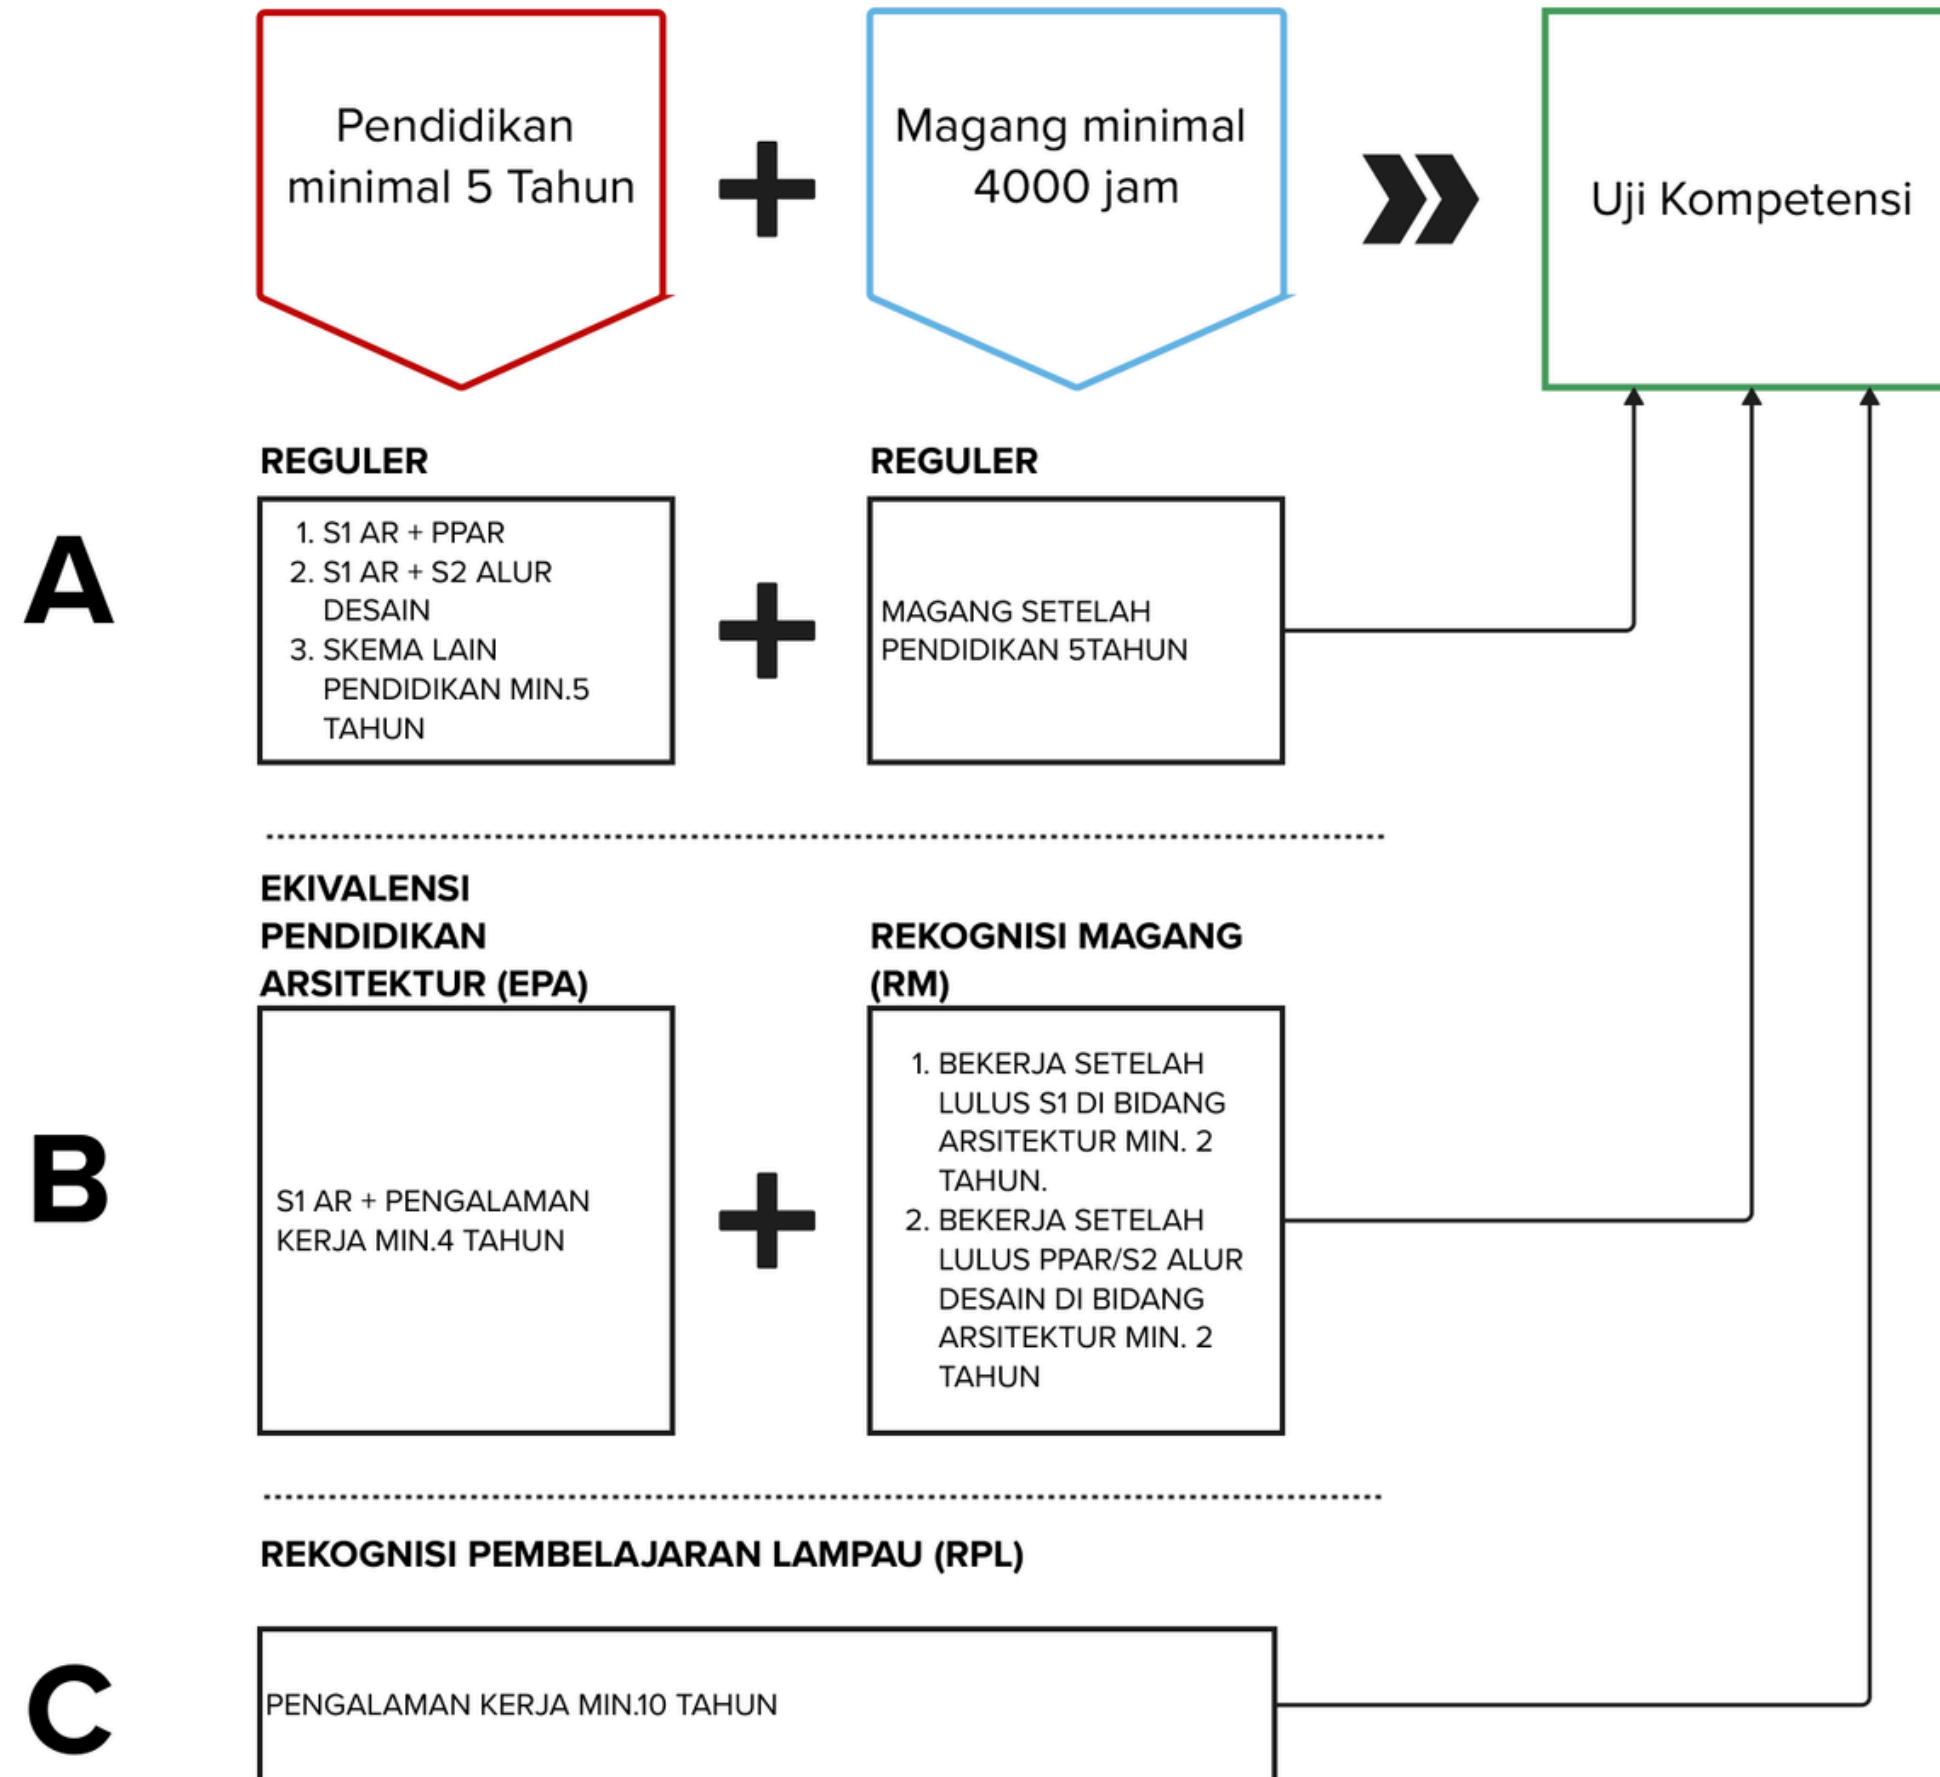 Pendidikan
minimal 5 Tahun
Magang minimal
4000 jam
Uji Kompetensi
A
REGULER
1. S1 AR + PPAR
2. S1 AR + S2 ALUR
DESAIN
3. SKEMA LAIN
PENDIDIKAN MIN.5
TAHUN
REGULER
MAGANG SETELAH
PENDIDIKAN 5TAHUN
B
EKIVALENSI
PENDIDIKAN
ARSITEKTUR (EPA)
S1 AR + PENGALAMAN
KERJA MIN.4 TAHUN
REKOGNISI MAGANG
(RM)
1. BEKERJA SETELAH
LULUS S1 DI BIDANG
ARSITEKTUR MIN. 2
TAHUN.
2. BEKERJA SETELAH
LULUS PPAR/S2 ALUR
DESAIN DI BIDANG
ARSITEKTUR MIN. 2
TAHUN
C
REKOGNISI PEMBELAJARAN LAMPAU (RPL)
PENGALAMAN KERJA MIN.10 TAHUN